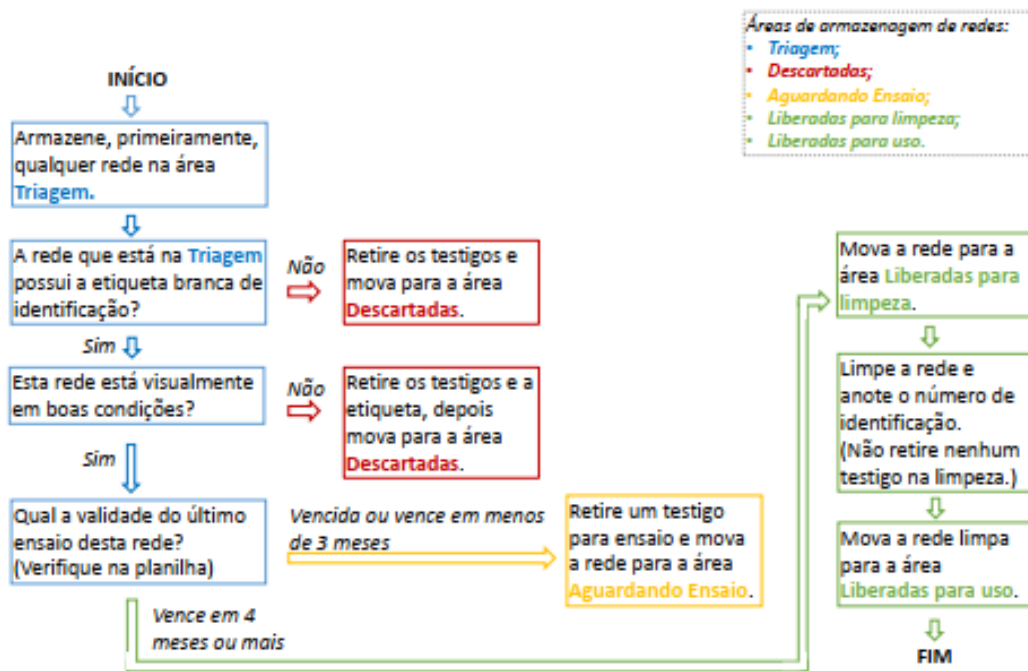 Áreas de armazenagem de redes:
• Triagem;
• Descartadas;
• Aguardando Ensaio;
• Liberadas para limpeza;
• Liberadas para uso.
INÍCIO
Armazene, primeiramente,
qualquer rede na área
Triagem.
A rede que está na Triagem
possui a etiqueta branca de
identificação?
Não
Retire os testigos e
mova para a área
Descartadas.
Sim
Esta rede está visualmente
em boas condições?
Não
Retire os testigos e a
etiqueta, depois
mova para a área
Descartadas.
Sim
Qual a validade do último
ensaio desta rede?
(Verifique na planilha)
Vencida ou vence em menos
de 3 meses
Retire um testigo
para ensaio e mova
a rede para a área
Aguardando Ensaio.
Vence em 4
meses ou mais
Mova a rede para a
área Liberadas para
limpeza.
Limpe a rede e
anote o número de
identificação.
(Não retire nenhum
testigo na limpeza.)
Mova a rede limpa
para a área
Liberadas para uso.
FIM